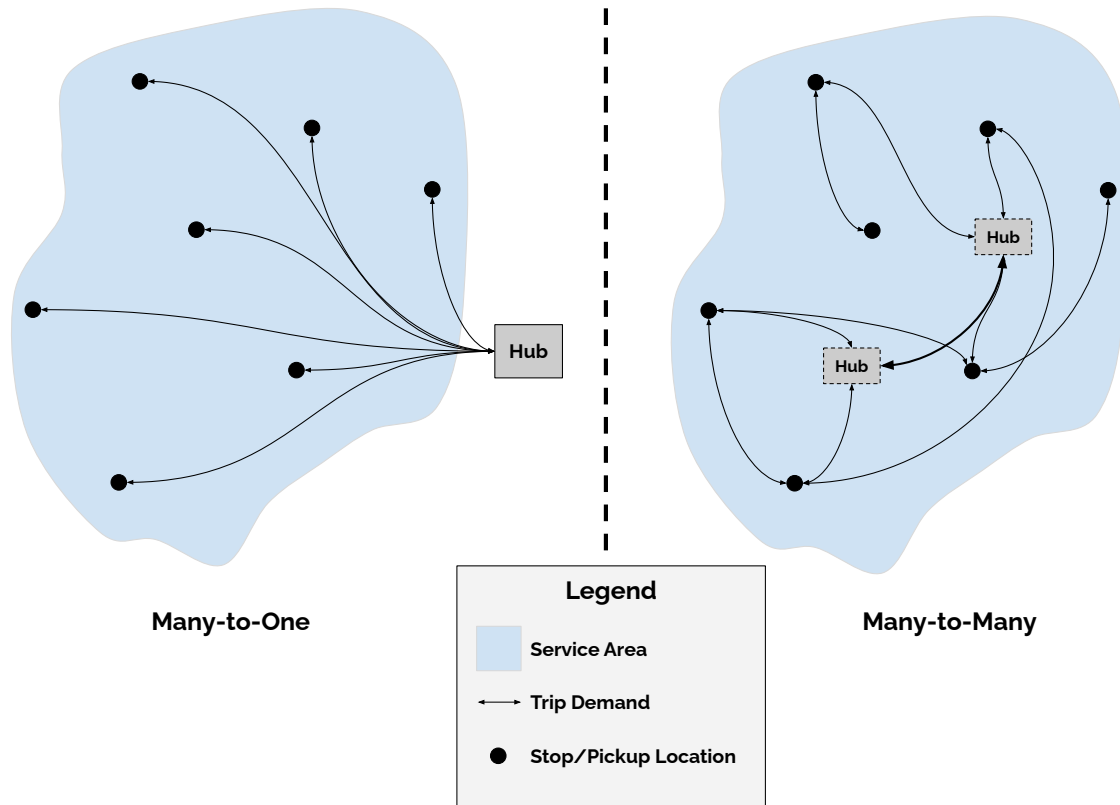 Hub
Hub
Hub
Many-to-One
Many-to-Many
Legend
Service Area
Trip Demand
Stop/Pickup Location